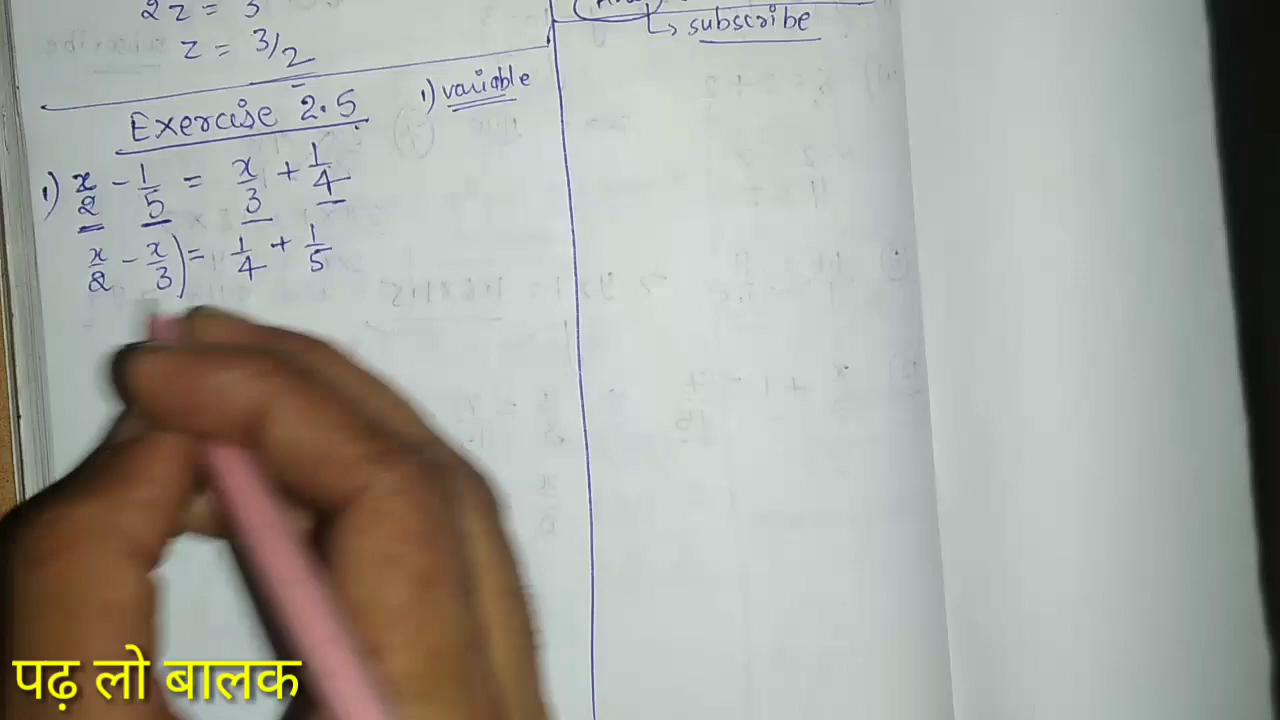 2z = 3
z = 3/2
Exercise 2.5
1) variable
1) x/2 - 1/5 = x/3 + 1/4
x/2 - x/3) = 1/4 + 1/5
↳ subscribe
पढ़ लो बालक